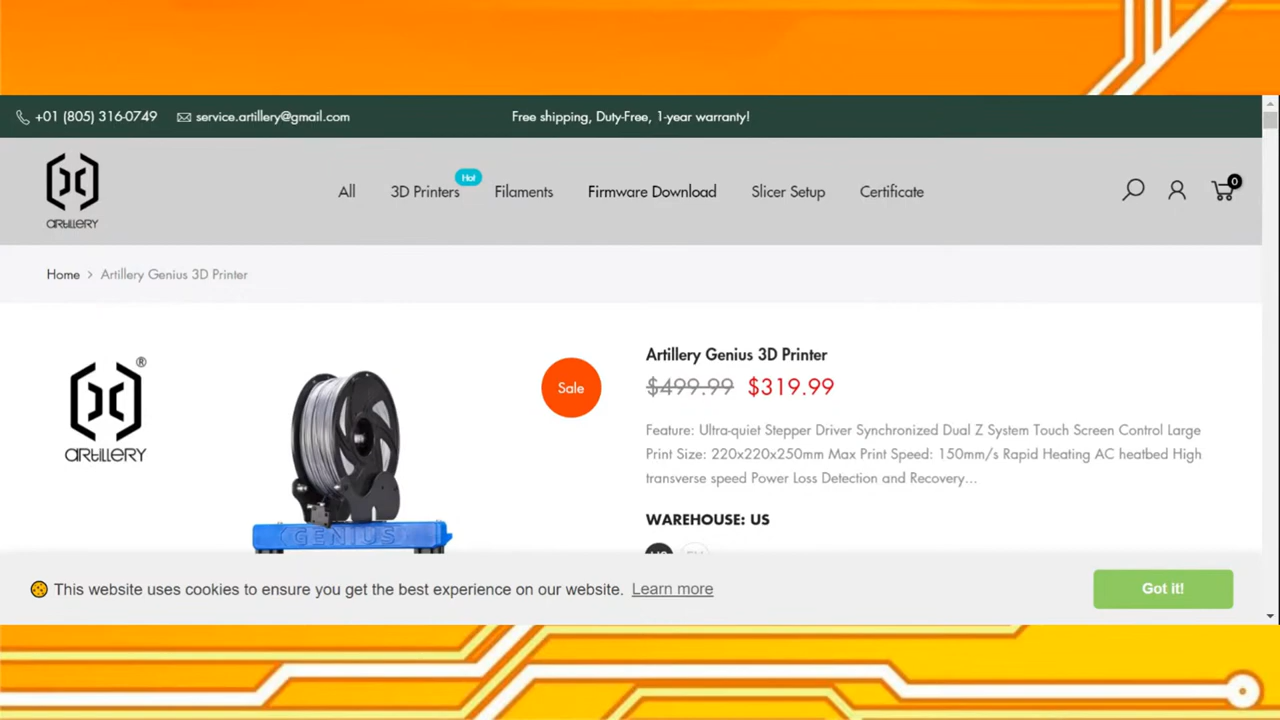 +01 (805) 316-0749 service.artillery@gmail.com Free shipping, Duty-Free, 1-year warranty!
Hot
0
All 3D Printers Filaments Firmware Download Slicer Setup Certificate
ARTILLERY
Home > Artillery Genius 3D Printer
Artillery Genius 3D Printer
®
$499.99 $319.99
Sale
Feature: Ultra-quiet Stepper Driver Synchronized Dual Z System Touch Screen Control Large
Print Size: 220x220x250mm Max Print Speed: 150mm/s Rapid Heating AC heatbed High
ARTILLERY
transverse speed Power Loss Detection and Recovery...
WAREHOUSE: US
GENIUS
This website uses cookies to ensure you get the best experience on our website. Learn more
Got it!